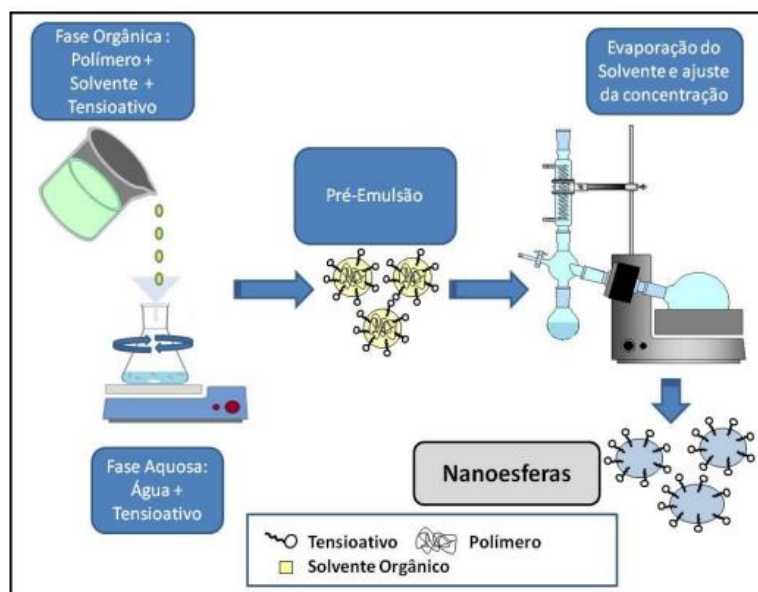 Fase Orgânica :
Polímero +
Solvente +
Tensioativo
Evaporação do
Solvente e ajuste
da concentração
Pré-Emulsão
Fase Aquosa:
Água +
Tensioativo
Nanoesferas
Tensioativo
Polímero
Solvente Orgânico